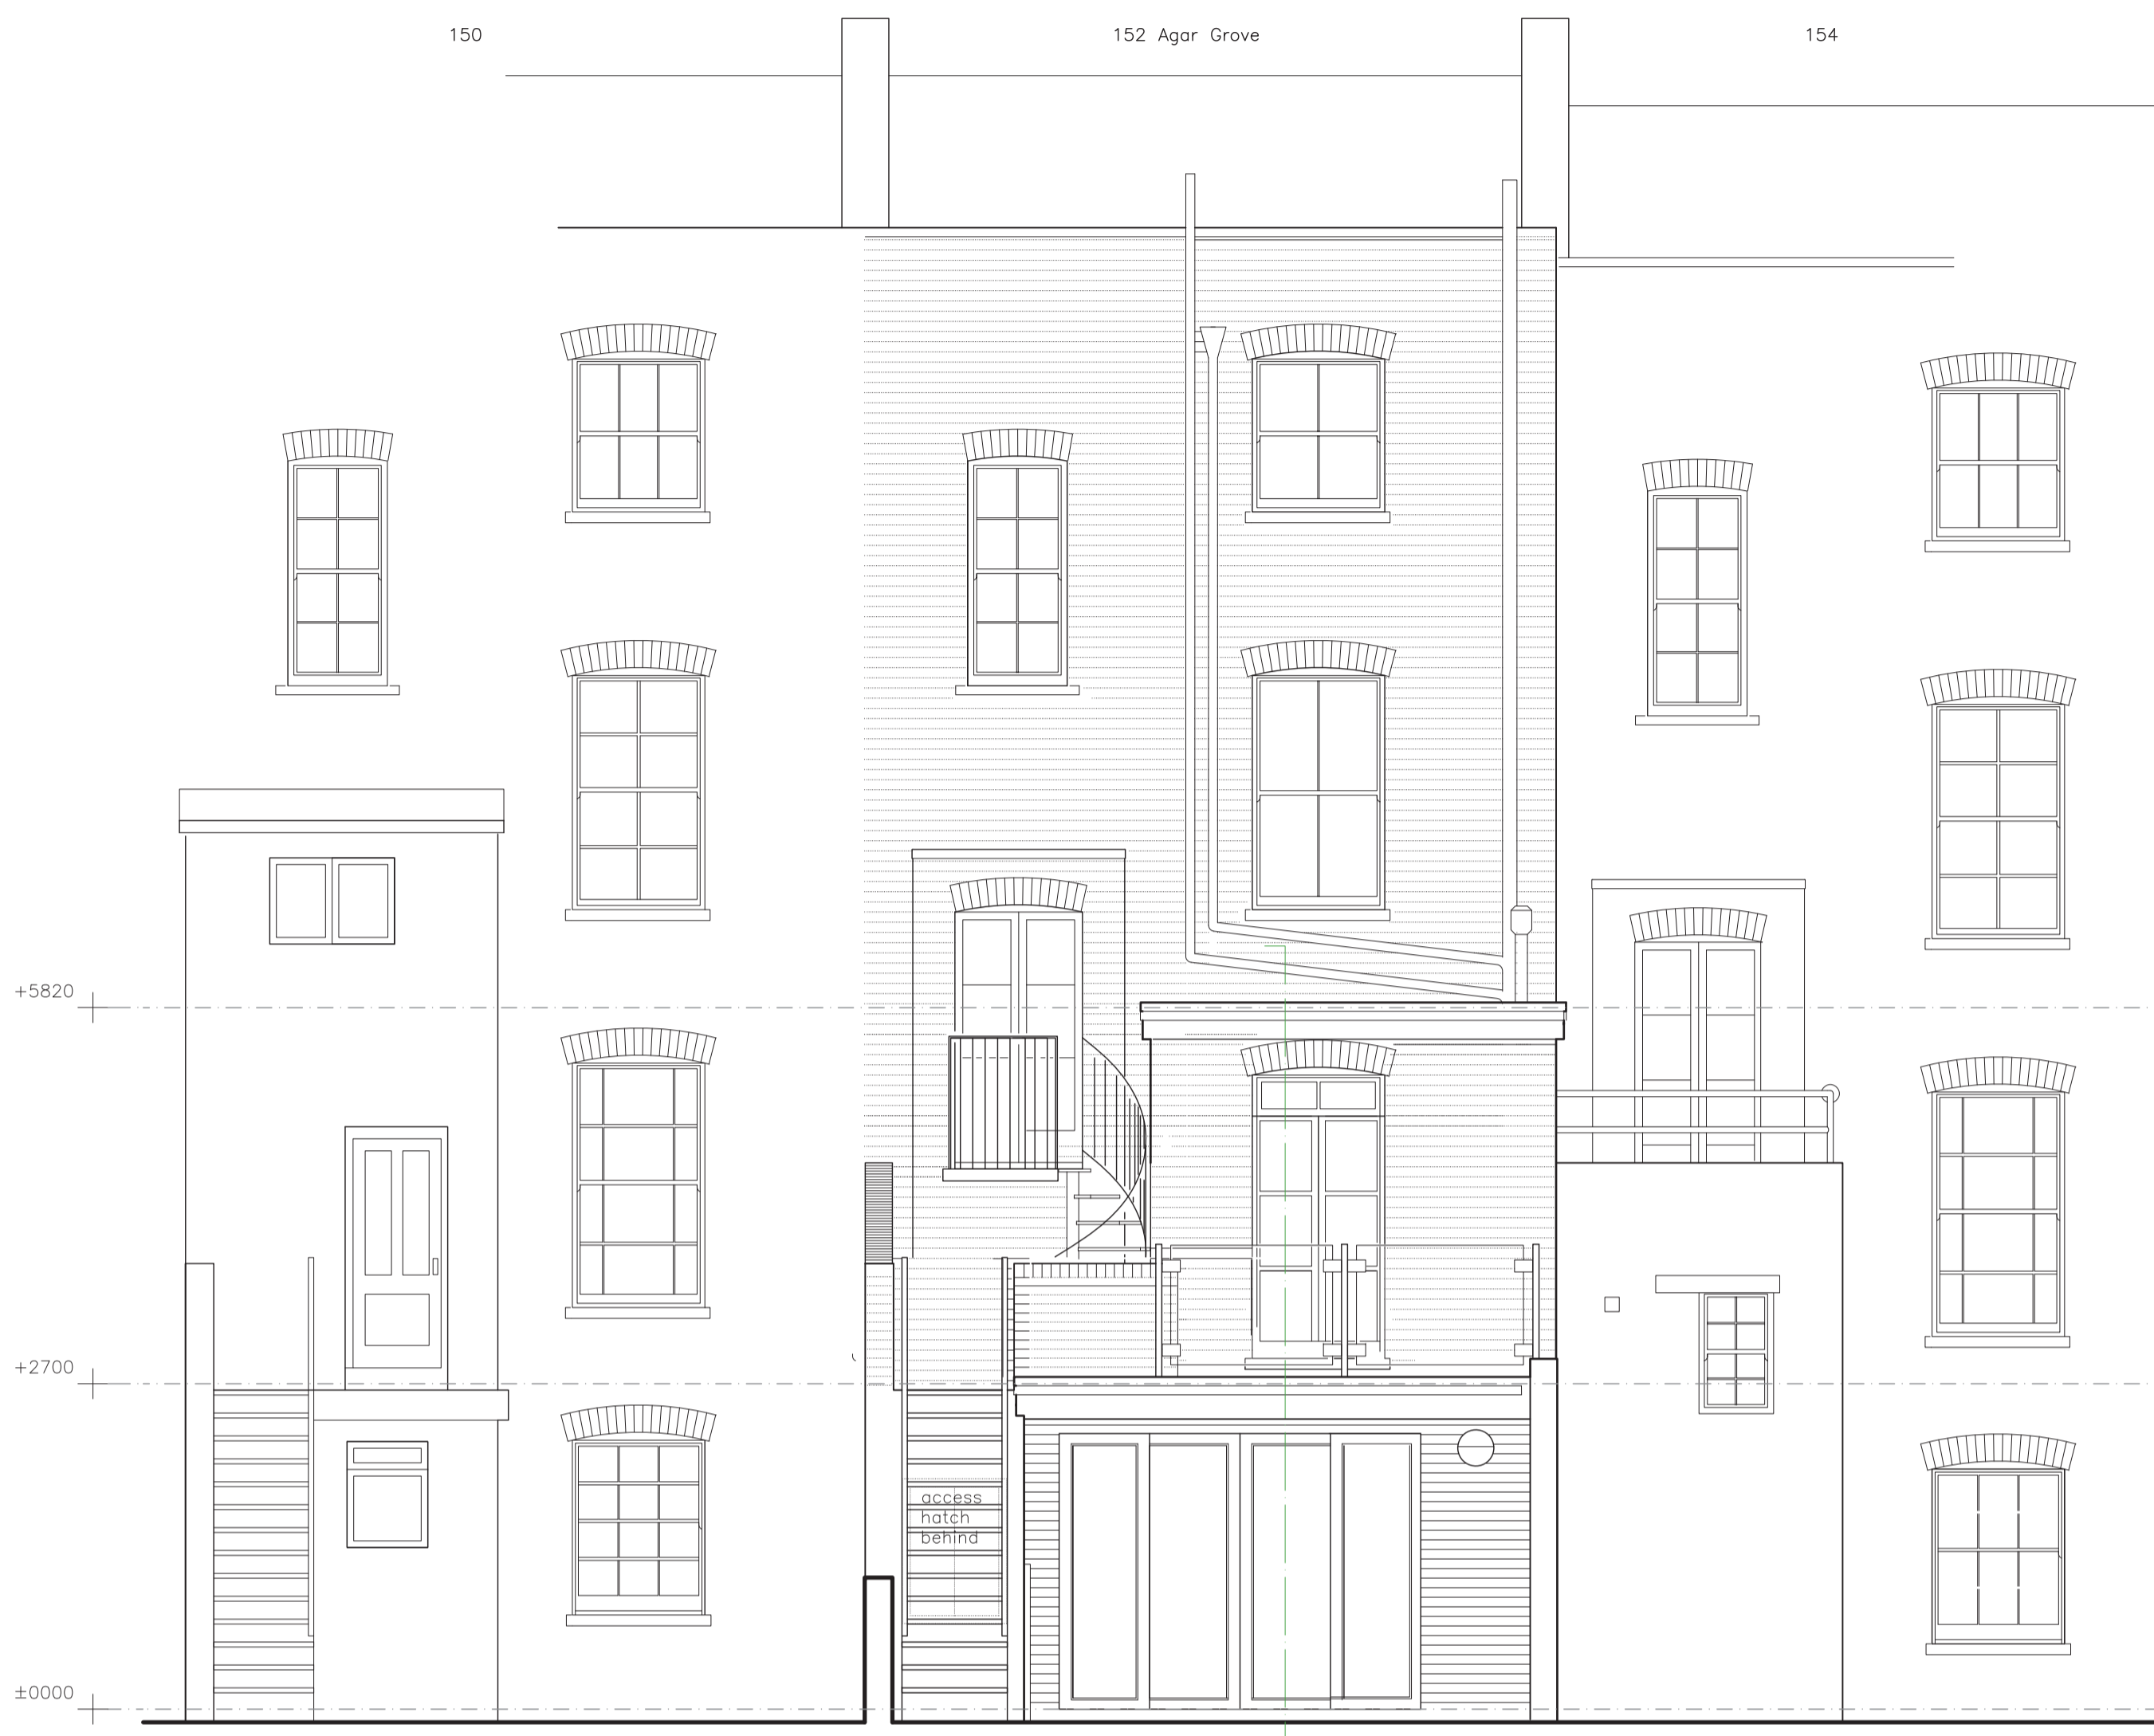 150
152 Agar Grove
154
+5820
+2700
access
hatch
behind
±0000